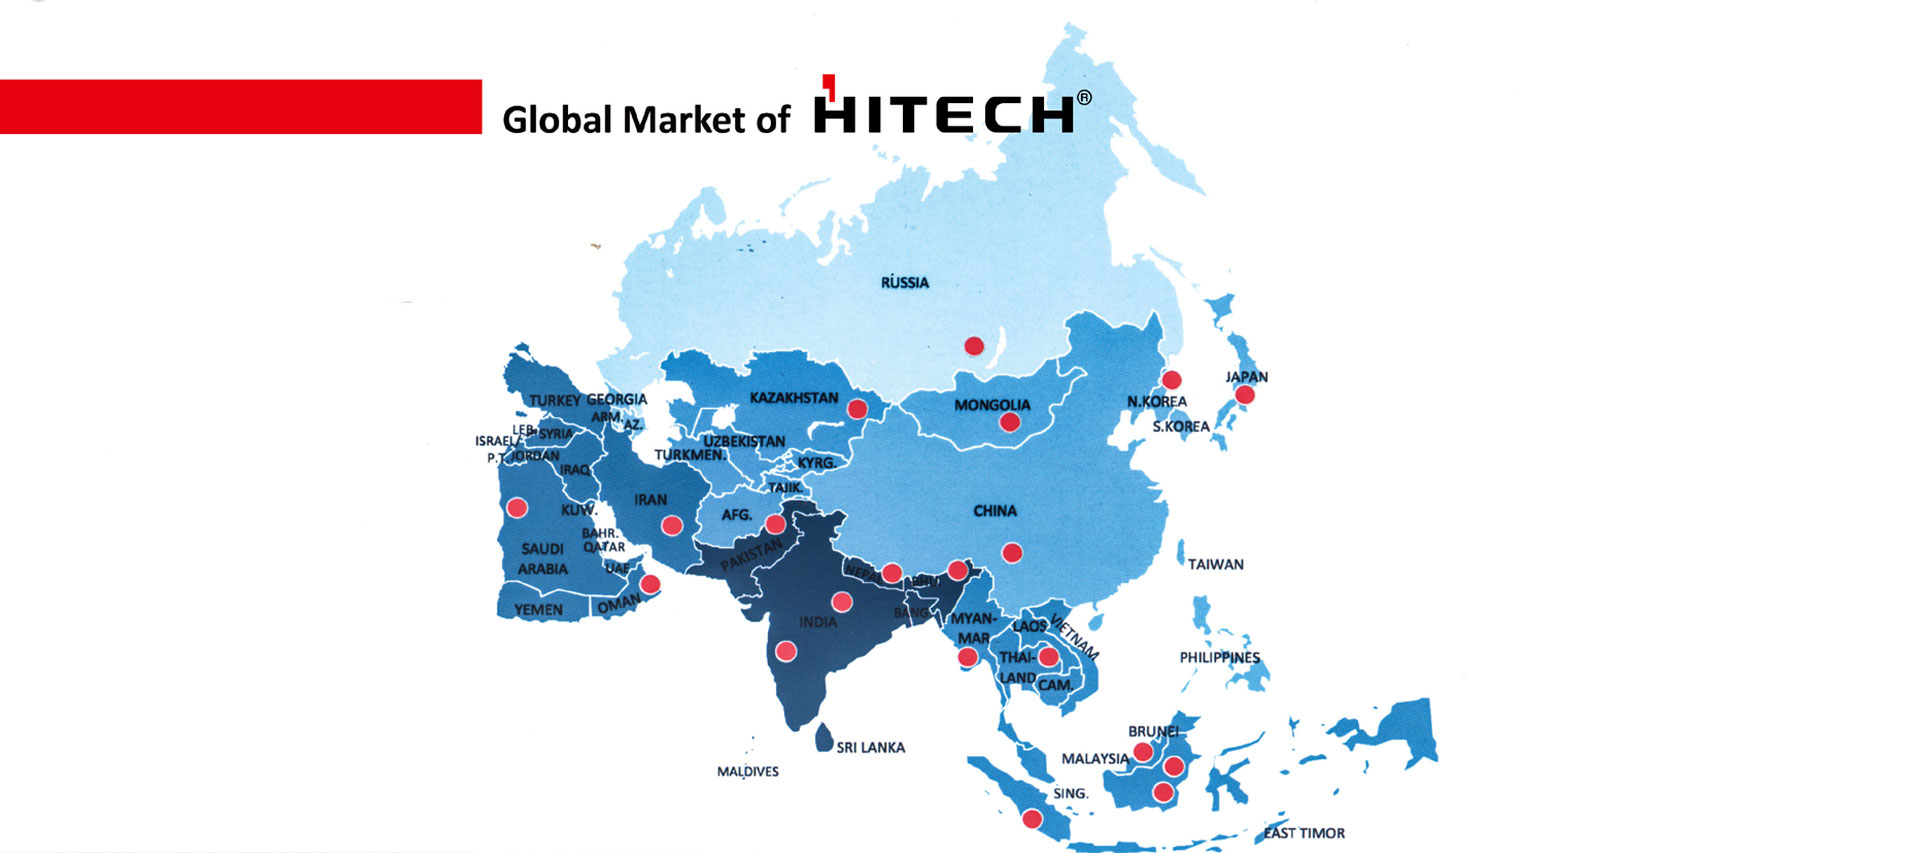 Global Market of HITECH®
RUSSIA
JAPAN
KAZAKHSTAN
MONGOLIA
N.KOREA
S.KOREA
TURKEY
GEORGIA
ARM.
AZ.
LEB.
SYRIA
ISRAEL
P.T.
JORDAN
IRAQ
UZBEKISTAN
TURKMEN.
KYRG.
TAJIK.
IRAN
AFG.
CHINA
KUW.
BAHR.
QATAR
SAUDI
ARABIA
UAE
PAKISTAN
NEPAL
BHU.
TAIWAN
YEMEN
OMAN
INDIA
BANG.
MYAN-
MAR
LAOS
VIETNAM
THAI-
LAND
CAM.
PHILIPPINES
BRUNEI
SRI LANKA
MALAYSIA
MALDIVES
SING.
EAST TIMOR